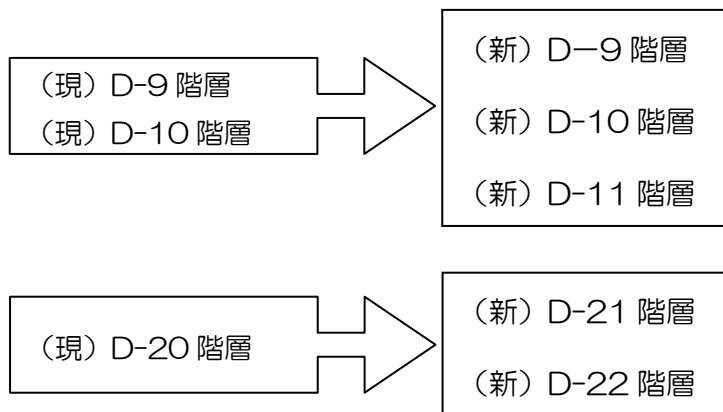 （現）D-9 階層
（現）D-10 階層
（新）D－9 階層
（新）D-10 階層
（新）D-11 階層
（現）D-20 階層
（新）D-21 階層
（新）D-22 階層